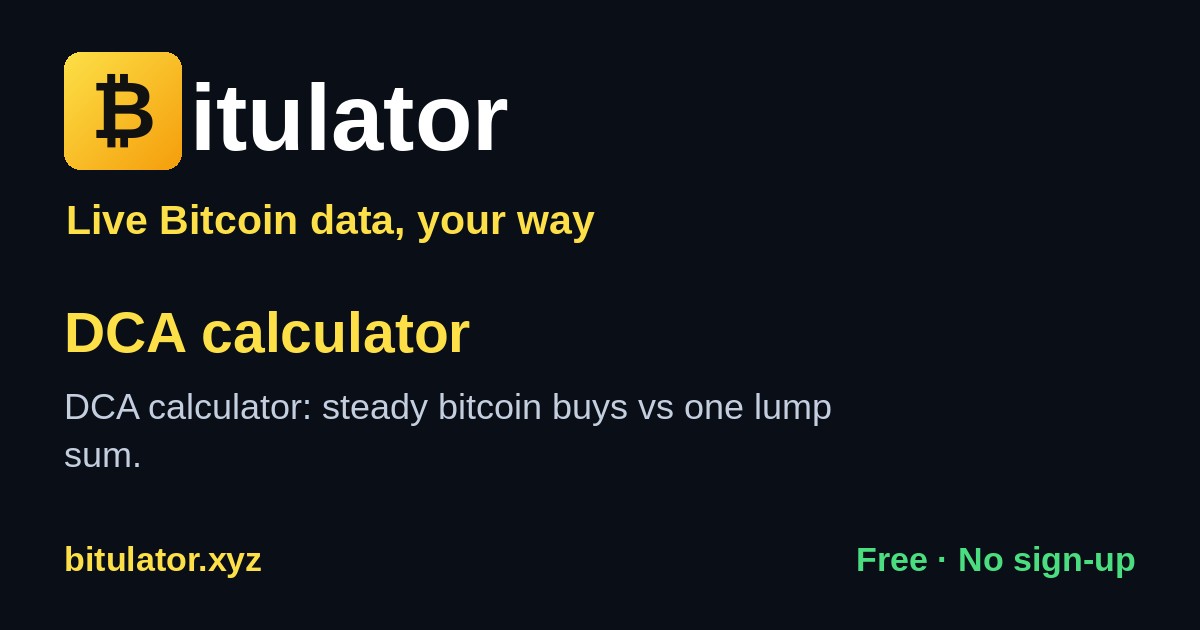 ₿itulator
Live Bitcoin data, your way
DCA calculator
DCA calculator: steady bitcoin buys vs one lump
sum.
bitulator.xyz
Free · No sign-up